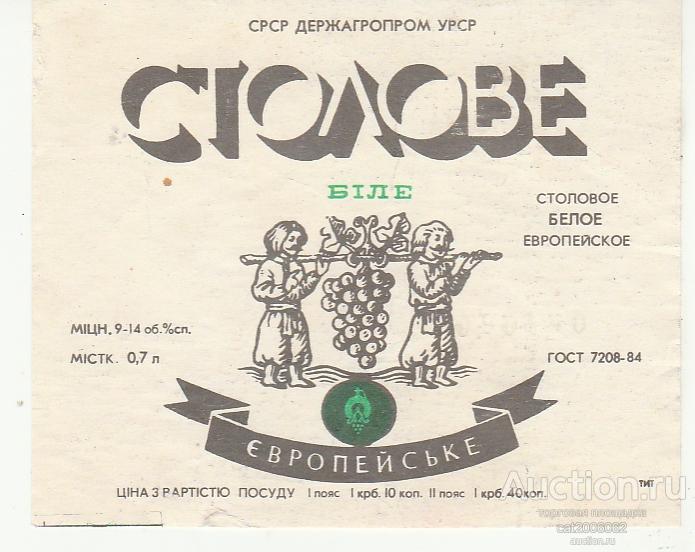 СРСР ДЕРЖАГРОПРОМ УРСР
СТОЛОВЕ
БІЛЕ
СТОЛОВОЕ
БЕЛОЕ
ЕВРОПЕЙСКОЕ
МІЦН. 9-14 об.%сп.
МІСТК. 0,7 л
ГОСТ 7208-84
ЄВРОПЕЙСЬКЕ
ЦІНА З ВАРТІСТЮ ПОСУДУ І пояс 1 крб. 10 коп. ІІ пояс 1 крб. 40 коп.
ТИТ
Auction.ru
торговая площадка
cat2006062
auction.ru